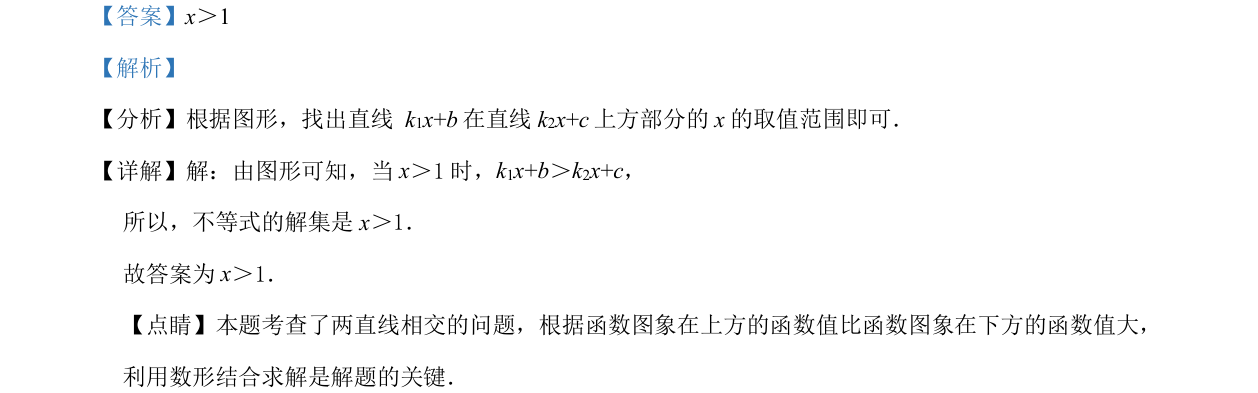 【答案】x＞1
【解析】
【分析】根据图形，找出直线 k₁x+b 在直线 k₂x+c 上方部分的 x 的取值范围即可．
【详解】解：由图形可知，当 x＞1 时，k₁x+b＞k₂x+c，
所以，不等式的解集是 x＞1．
故答案为 x＞1．
【点睛】本题考查了两直线相交的问题，根据函数图象在上方的函数值比函数图象在下方的函数值大，
利用数形结合求解是解题的关键．